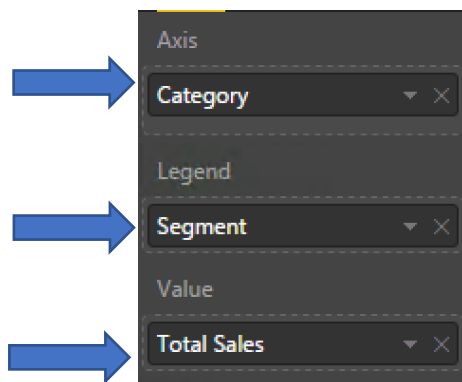 Axis
Category
Legend
Segment
Value
Total Sales